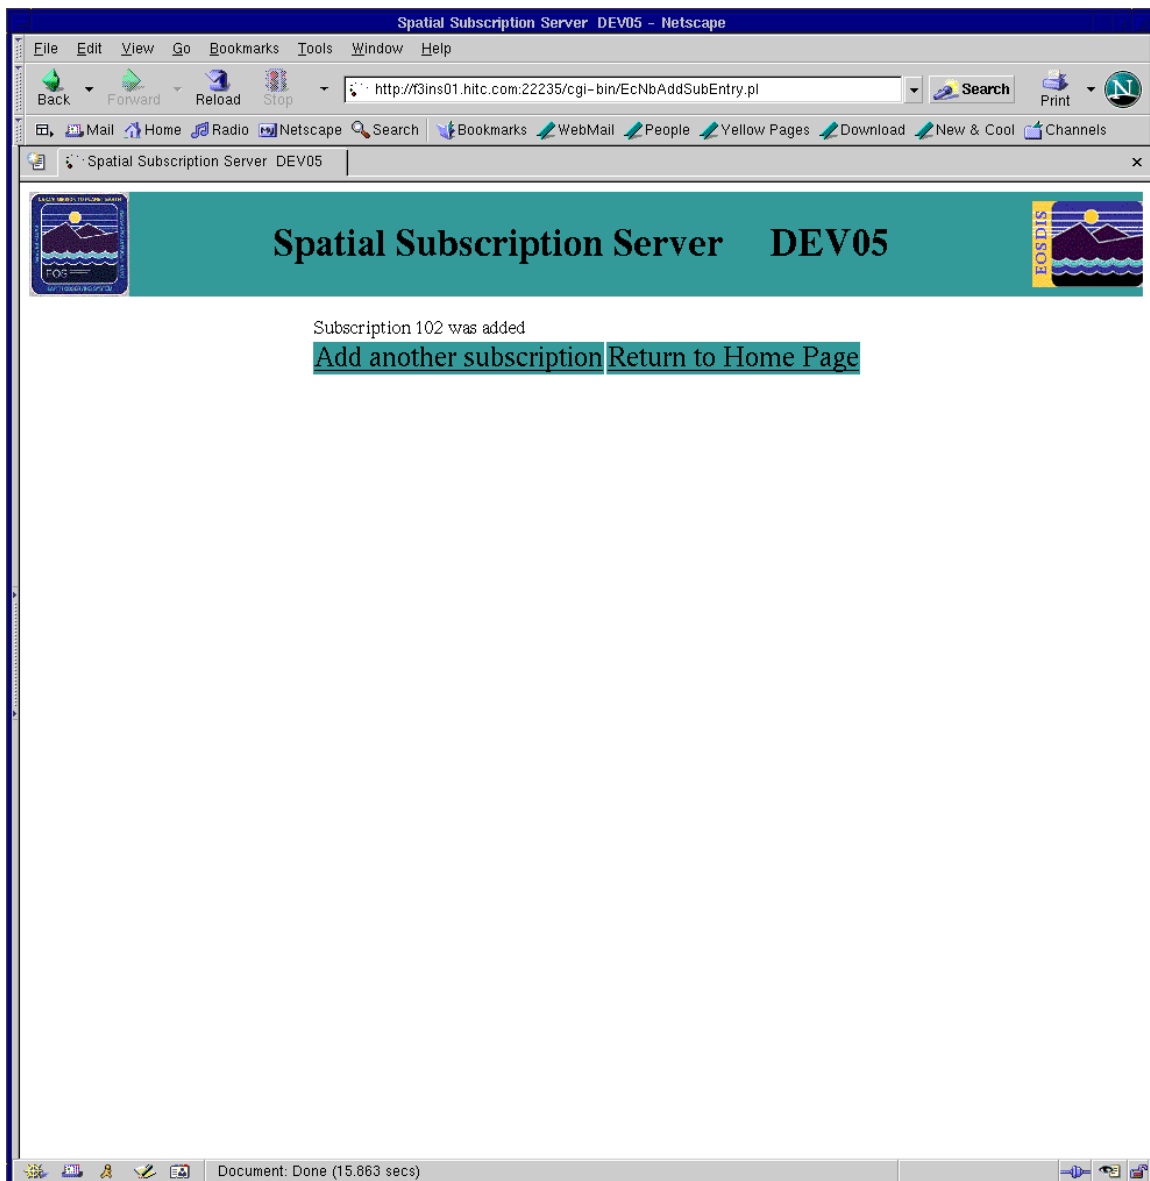 Spatial Subscription Server DEV05 - Netscape
File Edit View Go Bookmarks Tools Window Help
Back Forward Reload Stop http://f3ins01.hitc.com:22235/cgi-bin/EcNbAddSubEntry.pl Search Print N
Mail Home Radio Netscape Search Bookmarks WebMail People Yellow Pages Download New & Cool Channels
Spatial Subscription Server DEV05
EOS
Spatial Subscription Server DEV05
EOSDIS
Subscription 102 was added
Add another subscription Return to Home Page
Document: Done (15.863 secs)